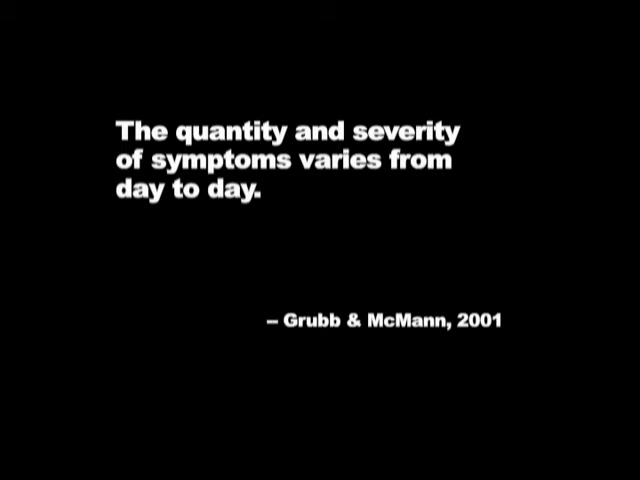 The quantity and severity
of symptoms varies from
day to day.
– Grubb & McMann, 2001